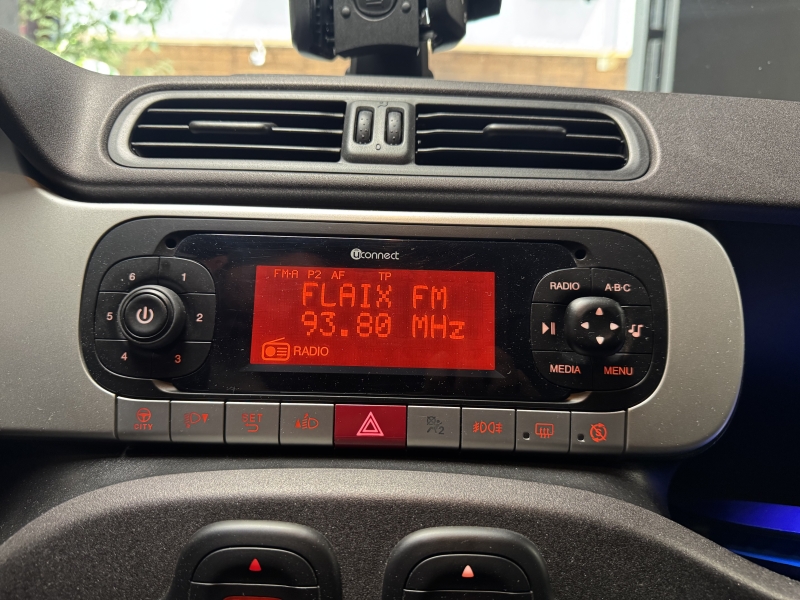 uconnect
FM-A P2 AF TP
FLAIX FM
93.80 MHz
RADIO
6 1
5 2
4 3
RADIO A·B·C
MEDIA MENU
CITY
SET
2